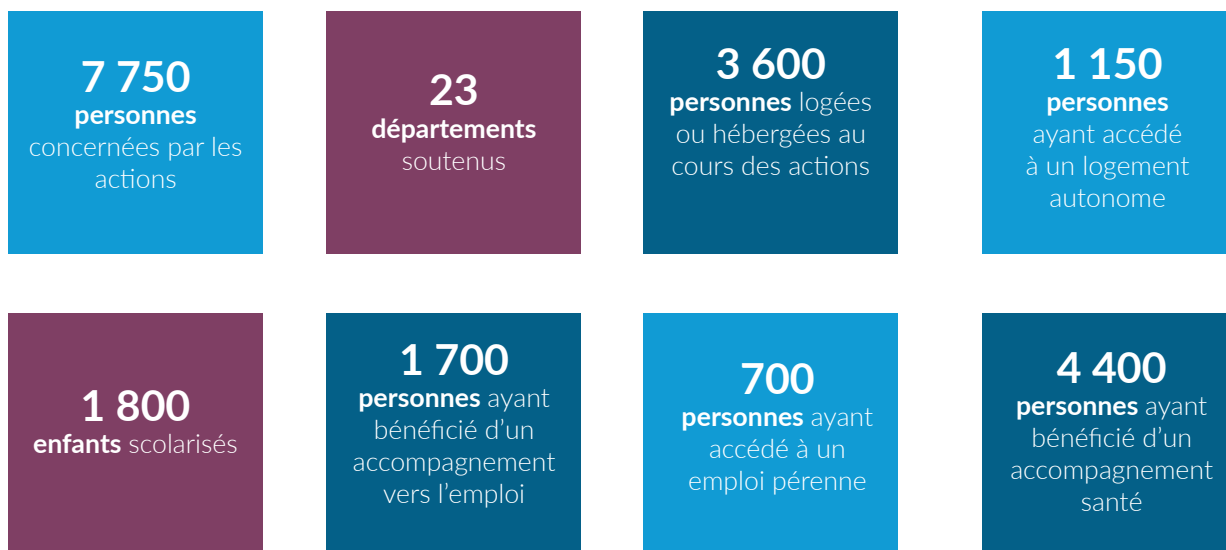 7 750
personnes
concernées par les
actions
23
départements
soutenus
3 600
personnes logées
ou hébergées au
cours des actions
1 150
personnes
ayant accédé
à un logement
autonome
1 800
enfants scolarisés
1 700
personnes ayant
bénéficié d’un
accompagnement
vers l’emploi
700
personnes ayant
accédé à un
emploi pérenne
4 400
personnes ayant
bénéficié d’un
accompagnement
santé